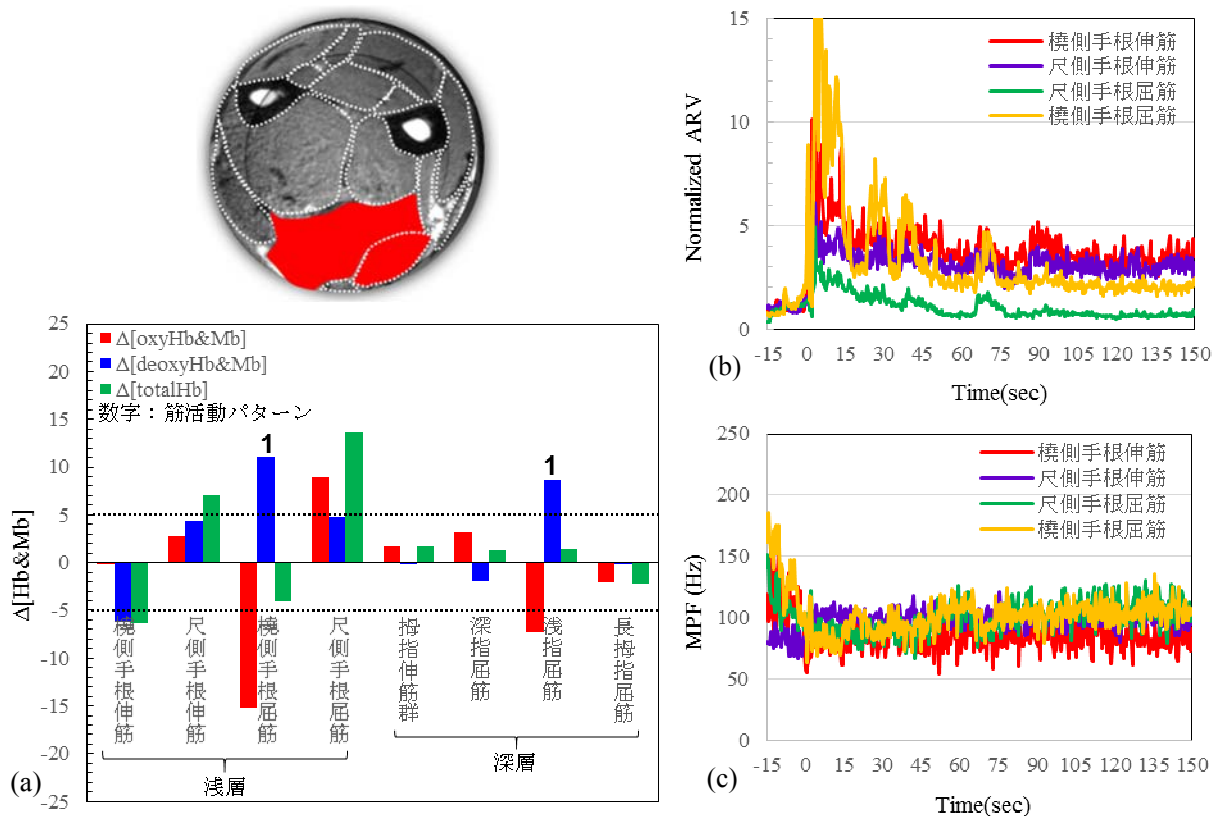 25
20
15
10
5
0
-5
-10
-15
-20
-25
Δ[Hb&Mb]
Δ[oxyHb&Mb]
Δ[deoxyHb&Mb]
Δ[totalHb]
数字：筋活動パターン
1
1
橈側手根伸筋
尺側手根伸筋
橈側手根屈筋
尺側手根屈筋
拇指伸筋群
深指屈筋
浅指屈筋
長拇指屈筋
浅層
深層
(a)
15
10
5
0
Normalized ARV
橈側手根伸筋
尺側手根伸筋
尺側手根屈筋
橈側手根屈筋
-15 0 15 30 45 60 75 90 105 120 135 150
Time(sec)
(b)
250
200
150
100
50
0
MPF (Hz)
橈側手根伸筋
尺側手根伸筋
尺側手根屈筋
橈側手根屈筋
-15 0 15 30 45 60 75 90 105 120 135 150
Time(sec)
(c)